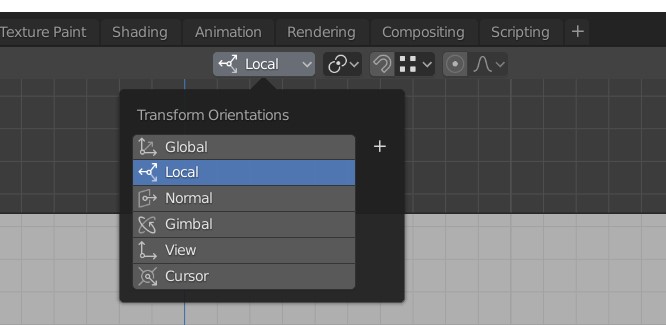 Texture Paint Shading Animation Rendering Compositing Scripting +
Local
Transform Orientations
Global +
Local
Normal
Gimbal
View
Cursor